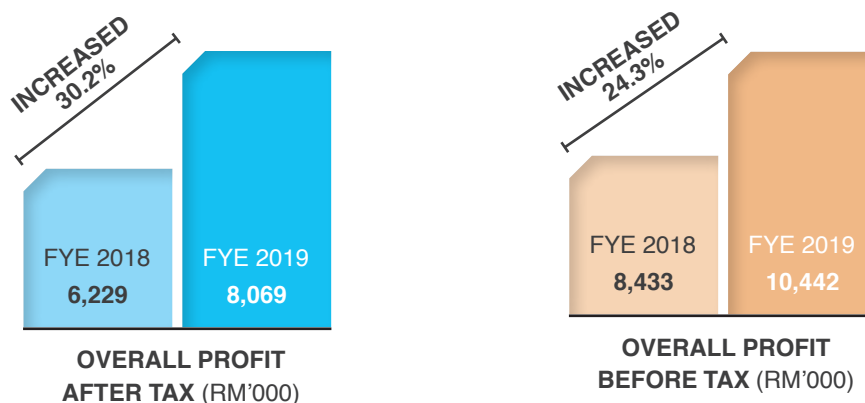 INCREASED
30.2%
FYE 2018
6,229
FYE 2019
8,069
OVERALL PROFIT
AFTER TAX (RM’000)
INCREASED
24.3%
FYE 2018
8,433
FYE 2019
10,442
OVERALL PROFIT
BEFORE TAX (RM’000)